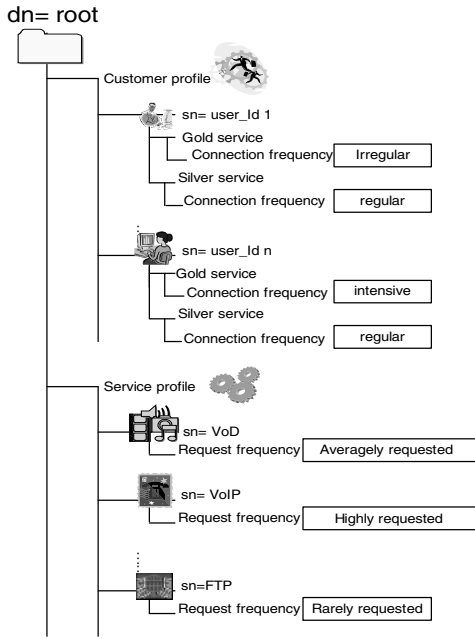 dn= root
Customer profile
sn= user_Id 1
Gold service
Connection frequency Irregular
Silver service
Connection frequency regular
sn= user_Id n
Gold service
Connection frequency intensive
Silver service
Connection frequency regular
Service profile
sn= VoD
Request frequency Averagely requested
sn= VoIP
Request frequency Highly requested
sn=FTP
Request frequency Rarely requested